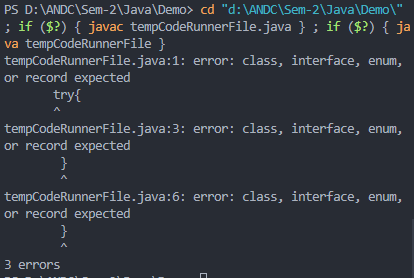 PS D:\ANDC\Sem-2\Java\Demo> cd "d:\ANDC\Sem-2\Java\Demo\"
; if ($?) { javac tempCodeRunnerFile.java } ; if ($?) { ja
va tempCodeRunnerFile }
tempCodeRunnerFile.java:1: error: class, interface, enum,
or record expected
try{
^
tempCodeRunnerFile.java:3: error: class, interface, enum,
or record expected
}
^
tempCodeRunnerFile.java:6: error: class, interface, enum,
or record expected
}
^
3 errors